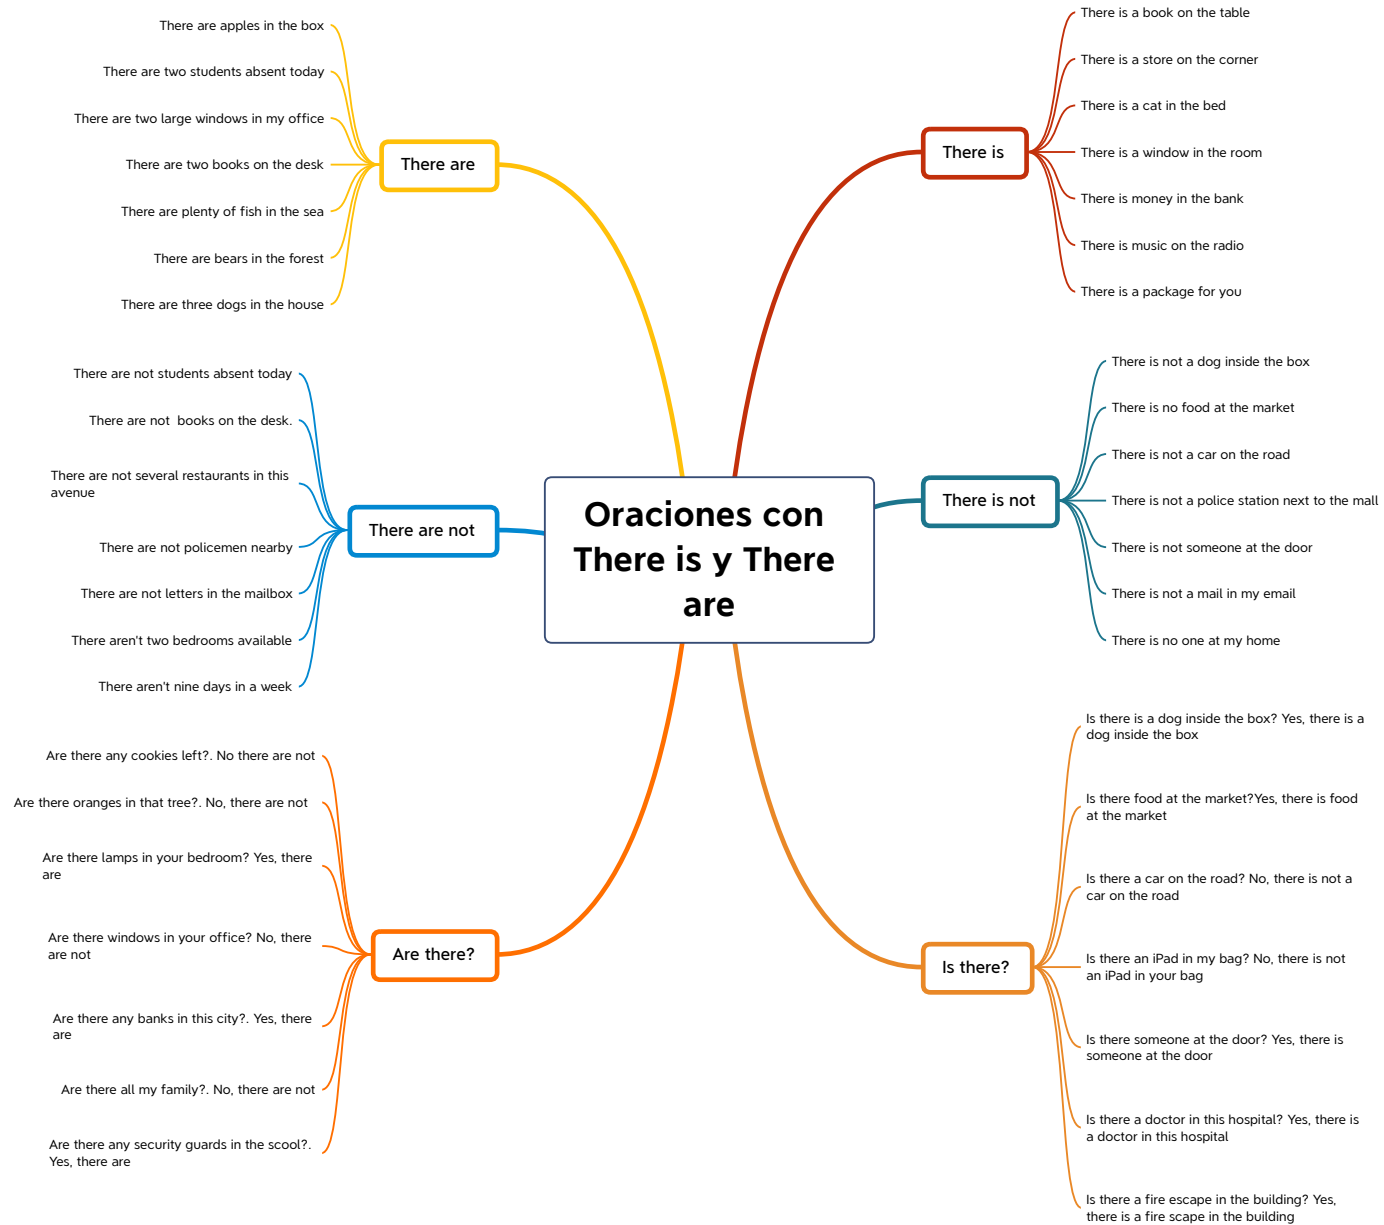 Oraciones con
There is y There
are
There is
There is a book on the table
There is a store on the corner
There is a cat in the bed
There is a window in the room
There is money in the bank
There is music on the radio
There is a package for you
There is not
There is not a dog inside the box
There is no food at the market
There is not a car on the road
There is not a police station next to the mall
There is not someone at the door
There is not a mail in my email
There is no one at my home
Is there?
Is there is a dog inside the box? Yes, there is a
dog inside the box
Is there food at the market?Yes, there is food
at the market
Is there a car on the road? No, there is not a
car on the road
Is there an iPad in my bag? No, there is not
an iPad in your bag
Is there someone at the door? Yes, there is
someone at the door
Is there a doctor in this hospital? Yes, there is
a doctor in this hospital
Is there a fire escape in the building? Yes,
there is a fire scape in the building
There are
There are apples in the box
There are two students absent today
There are two large windows in my office
There are two books on the desk
There are plenty of fish in the sea
There are bears in the forest
There are three dogs in the house
There are not
There are not students absent today
There are not  books on the desk.
There are not several restaurants in this
avenue
There are not policemen nearby
There are not letters in the mailbox
There aren't two bedrooms available
There aren't nine days in a week
Are there?
Are there any cookies left?. No there are not
Are there oranges in that tree?. No, there are not
Are there lamps in your bedroom? Yes, there
are
Are there windows in your office? No, there
are not
Are there any banks in this city?. Yes, there
are
Are there all my family?. No, there are not
Are there any security guards in the scool?.
Yes, there are